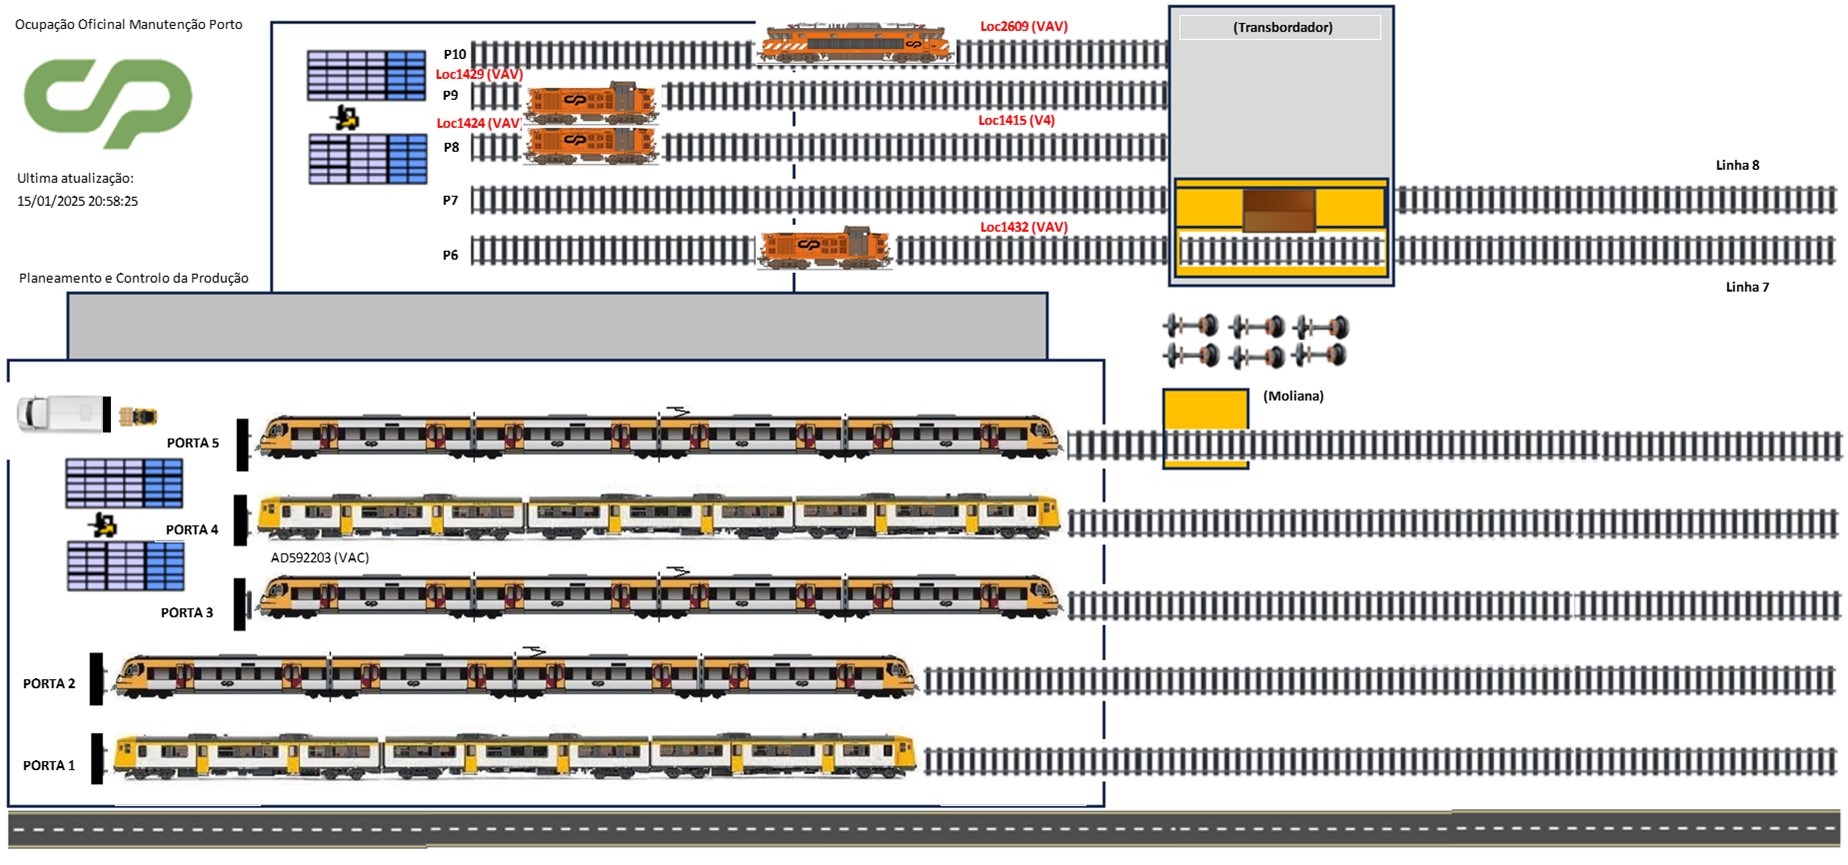 Ocupação Oficinal Manutenção Porto
Ultima atualização:
15/01/2025 20:58:25
Planeamento e Controlo da Produção
Loc2609 (VAV)
P10
Loc1429 (VAV)
P9
Loc1424 (VAV)
Loc1415 (V4)
P8
P7
Loc1432 (VAV)
P6
(Transbordador)
Linha 8
Linha 7
(Moliana)
PORTA 5
PORTA 4
AD592203 (VAC)
PORTA 3
PORTA 2
PORTA 1